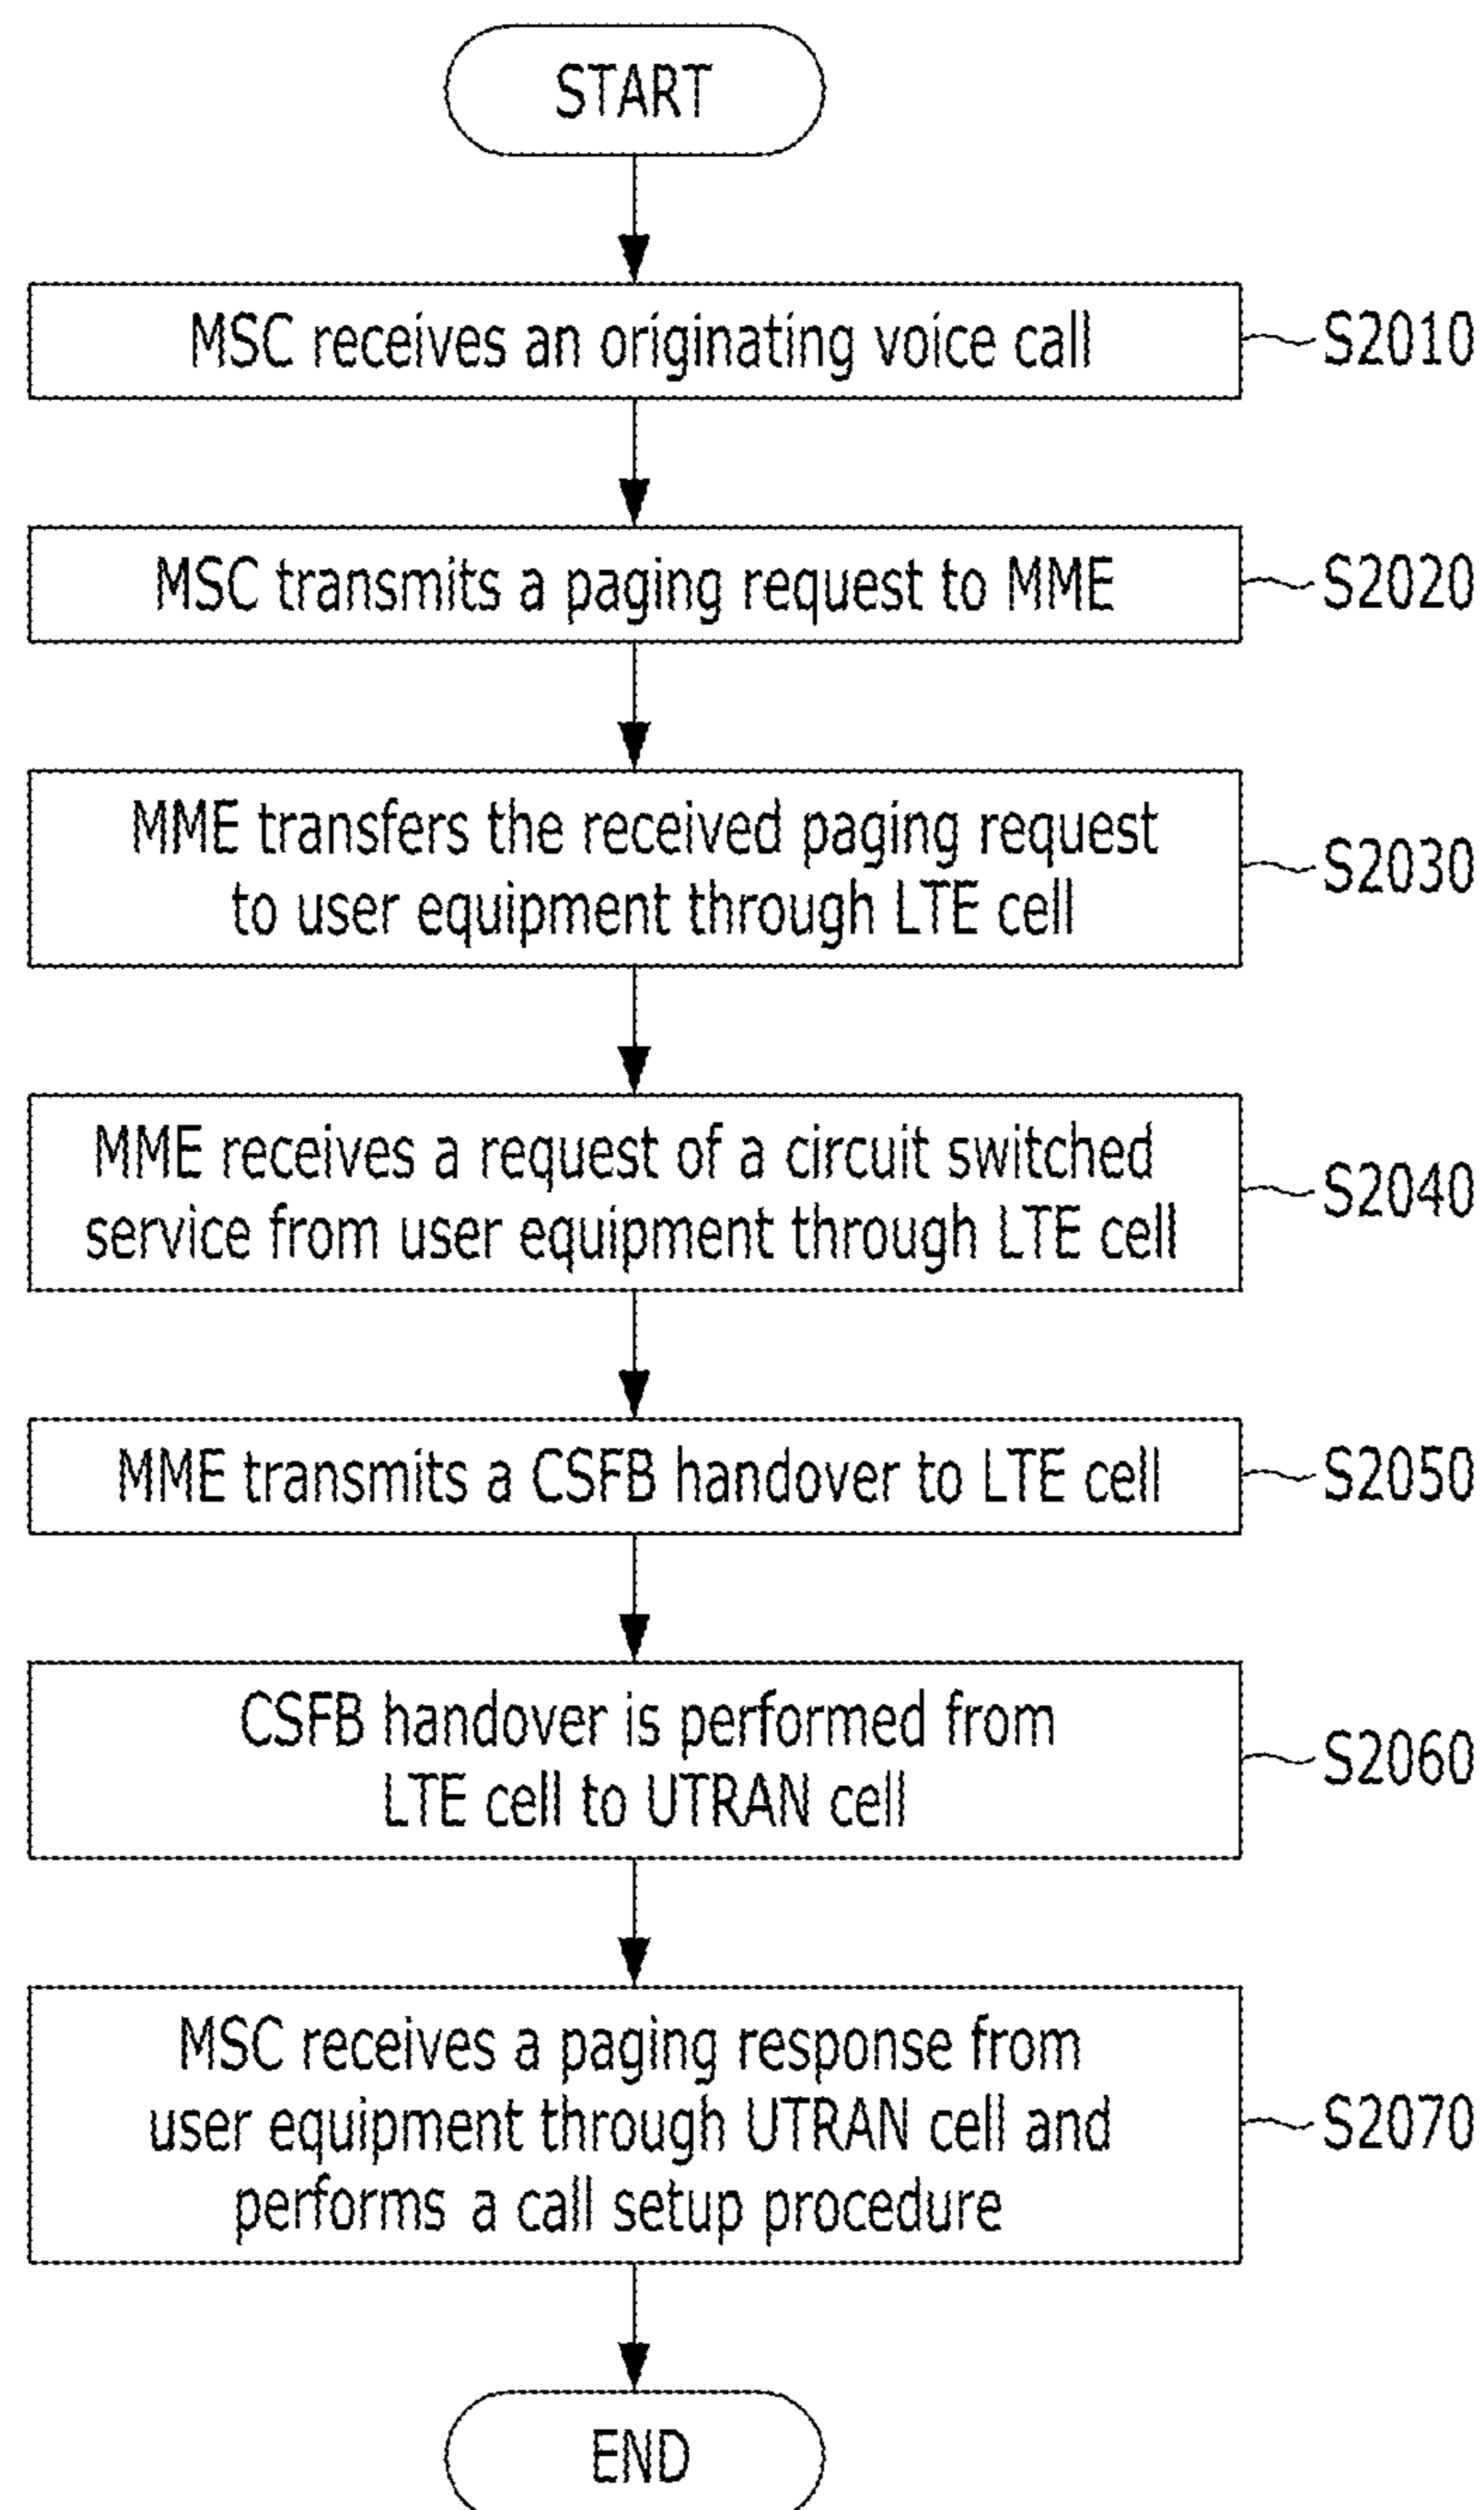 START
MSC receives an originating voice call
S2010
MSC transmits a paging request to MME
S2020
MME transfers the received paging request
to user equipment through LTE cell
S2030
MME receives a request of a circuit switched
service from user equipment through LTE cell
S2040
MME transmits a CSFB handover to LTE cell
S2050
CSFB handover is performed from
LTE cell to UTRAN cell
S2060
MSC receives a paging response from
user equipment through UTRAN cell and
performs a call setup procedure
S2070
END